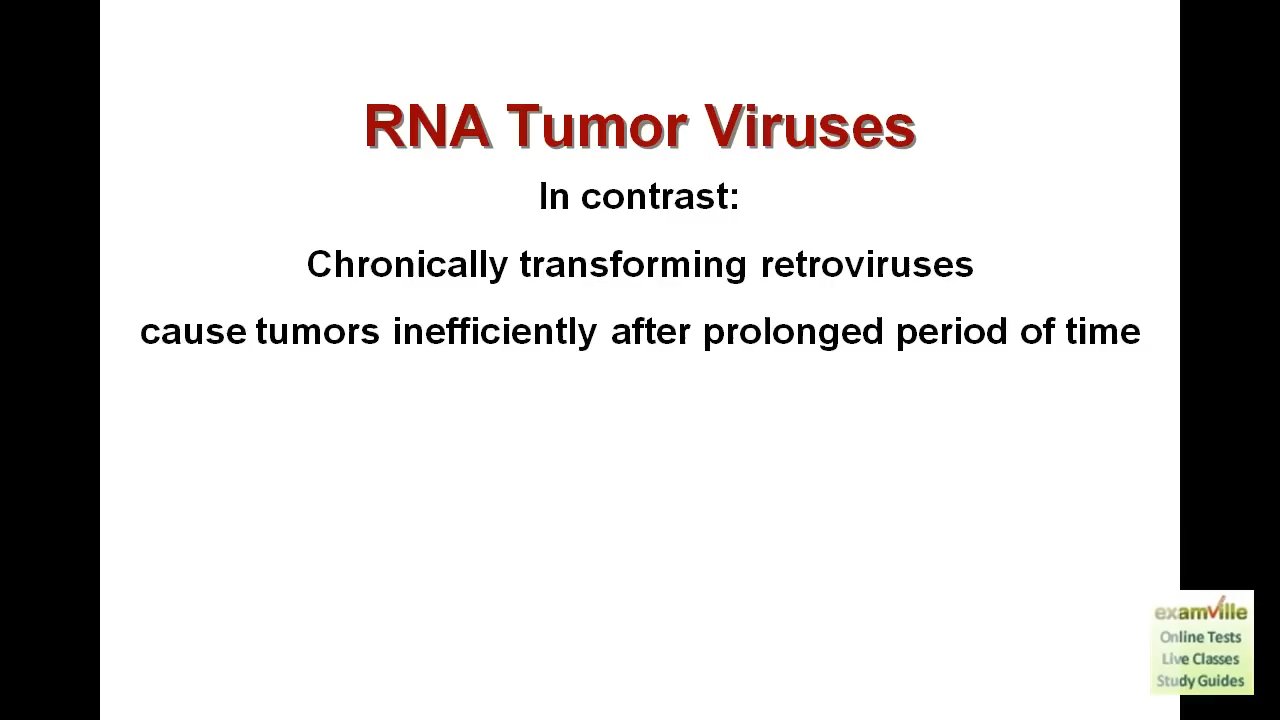 RNA Tumor Viruses
In contrast:
Chronically transforming retroviruses
cause tumors inefficiently after prolonged period of time
examville
Online Tests
Live Classes
Study Guides